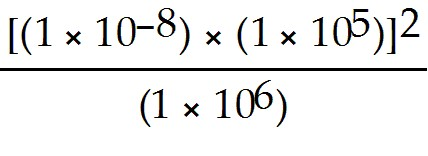 [(1 × 10⁻⁸) × (1 × 10⁵)]²
(1 × 10⁶)